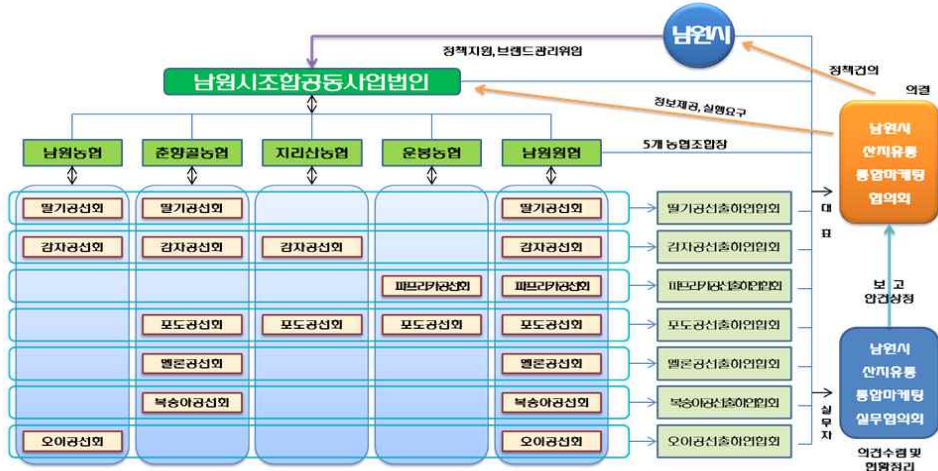 남원시
정책지원, 브랜드관리위임
정책건의
남원시조합공동사업법인
의결
정보제공, 실행요구
남원시
산지유통
통합마케팅
협의회
남원농협 춘향골농협 지리산농협 운봉농협 남원원협
5개 농협조합장
대표
딸기공선회 딸기공선회 딸기공선회 딸기공선출하연합회
감자공선회 감자공선회 감자공선회 감자공선회 감자공선출하연합회
파프리카공선회 파프리카공선회 파프리카공선출하연합회
보 고
안건상정
포도공선회 포도공선회 포도공선회 포도공선회 포도공선출하연합회
멜론공선회 멜론공선회 멜론공선출하연합회
복숭아공선회 복숭아공선회 복숭아공선출하연합회
오이공선회 오이공선회 오이공선출하연합회
실무자
남원시
산지유통
통합마케팅
실무협의회
의견수렴 및
현황정리